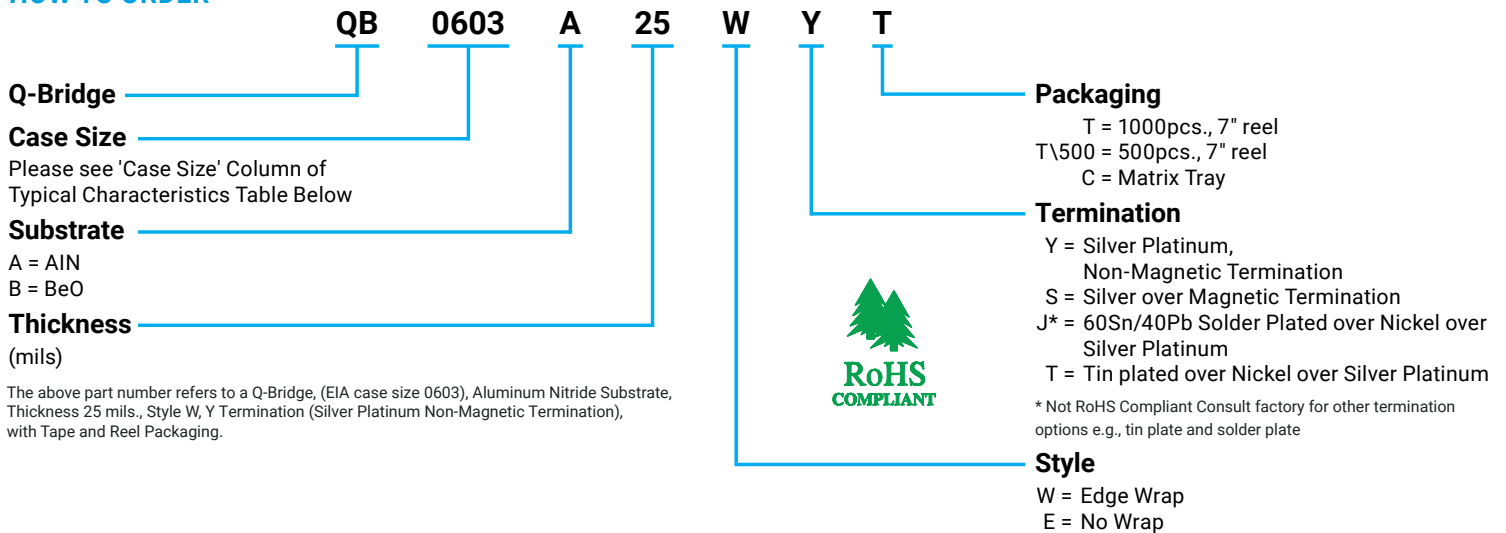 QB 0603 A 25 W Y T
Q-Bridge
Case Size
Please see 'Case Size' Column of
Typical Characteristics Table Below
Substrate
A = AIN
B = BeO
Thickness
(mils)
The above part number refers to a Q-Bridge, (EIA case size 0603), Aluminum Nitride Substrate,
Thickness 25 mils., Style W, Y Termination (Silver Platinum Non-Magnetic Termination),
with Tape and Reel Packaging.
RoHS
COMPLIANT
Packaging
T = 1000pcs., 7" reel
T\500 = 500pcs., 7" reel
C = Matrix Tray
Termination
Y = Silver Platinum,
Non-Magnetic Termination
S = Silver over Magnetic Termination
J* = 60Sn/40Pb Solder Plated over Nickel over
Silver Platinum
T = Tin plated over Nickel over Silver Platinum
* Not RoHS Compliant Consult factory for other termination
options e.g., tin plate and solder plate
Style
W = Edge Wrap
E = No Wrap